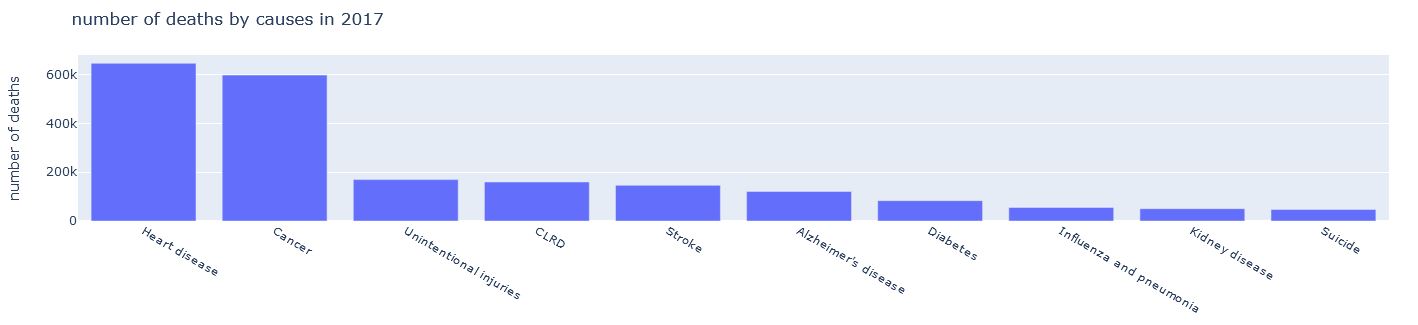 number of deaths by causes in 2017
number of deaths
600k
400k
200k
0
Heart disease
Cancer
Unintentional injuries
CLRD
Stroke
Alzheimer's disease
Diabetes
Influenza and pneumonia
Kidney disease
Suicide